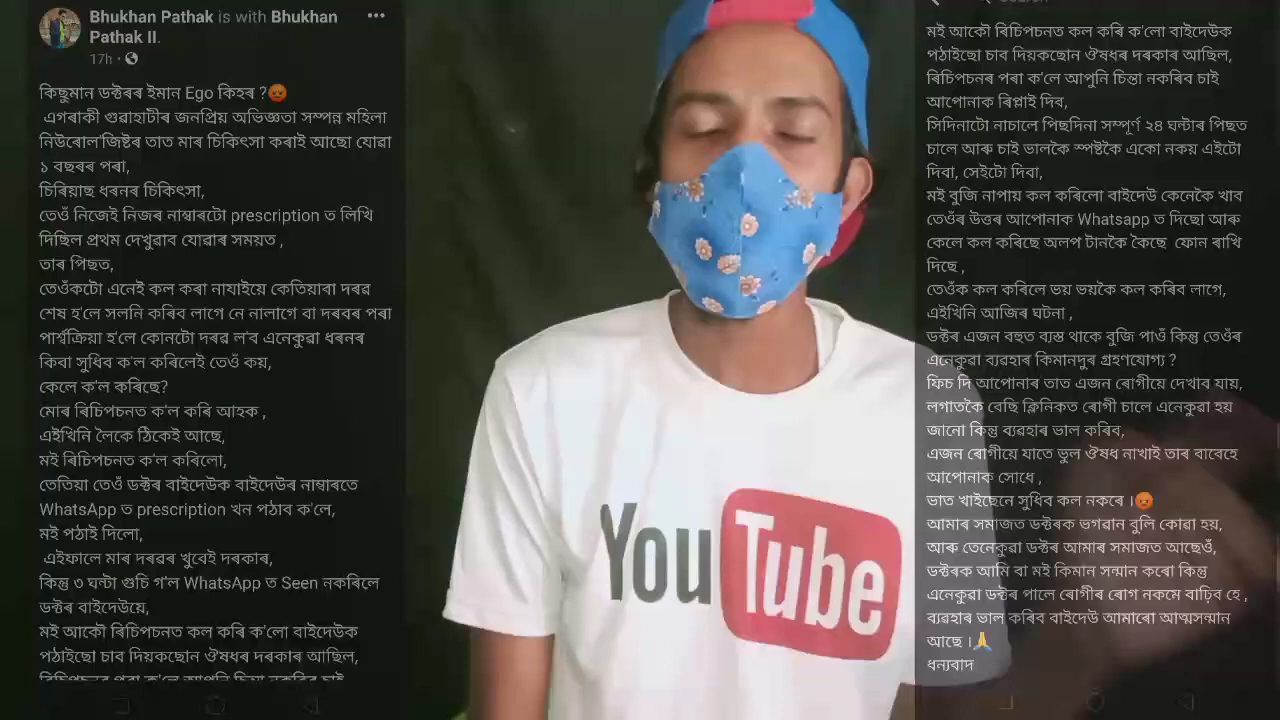 Bhukhan Pathak is with Bhukhan
Pathak II.
17h
কিছুমান ডক্টৰৰ ইমান Ego কিহৰ ?😡
এগৰাকী গুৱাহাটীৰ জনপ্ৰিয় অভিজ্ঞতা সম্পন্ন মহিলা
নিউৰোল'জিষ্টৰ তাত মাৰ চিকিৎসা কৰাই আছো যোৱা
১ বছৰৰ পৰা,
চিৰিয়াছ ধৰনৰ চিকিৎসা,
তেওঁ নিজেই নিজৰ নাম্বাৰটো prescription ত লিখি
দিছিল প্ৰথম দেখুৱাব যোৱাৰ সময়ত ,
তাৰ পিছত,
তেওঁকটো এনেই কল কৰা নাযাইয়ে কেতিয়াবা দৰৱ
শেষ হ'লে সলনি কৰিব লাগে নে নালাগে বা দৰবৰ পৰা
পাৰ্শ্বক্ৰিয়া হ'লে কোনটো দৰৱ ল'ব এনেকুৱা ধৰনৰ
কিবা সুধিব ক'ল কৰিলেই তেওঁ কয়,
কেলে ক'ল কৰিছে?
মোৰ ৰিচিপচনত ক'ল কৰি আহক ,
এইখিনি লৈকে ঠিকেই আছে,
মই ৰিচিপচনত ক'ল কৰিলো,
তেতিয়া তেওঁ ডক্টৰ বাইদেউক বাইদেউৰ নাম্বাৰতে
WhatsApp ত prescription খন পঠাব ক'লে,
মই পঠাই দিলো,
এইফালে মাৰ দৰৱৰ খুবেই দৰকাৰ,
কিন্তু ৩ ঘন্টা গুচি গ'ল WhatsApp ত Seen নকৰিলে
ডক্টৰ বাইদেউয়ে,
মই আকৌ ৰিচিপচনত কল কৰি ক'লো বাইদেউক
পঠাইছো চাব দিয়কছোন ঔষধৰ দৰকাৰ আছিল,
মই আকৌ ৰিচিপচনত কল কৰি ক'লো বাইদেউক
পঠাইছো চাব দিয়কছোন ঔষধৰ দৰকাৰ আছিল,
ৰিচিপচনৰ পৰা ক'লে আপুনি চিন্তা নকৰিব চাই
আপোনাক ৰিপ্লাই দিব,
সিদিনাটো নাচালে পিছদিনা সম্পূৰ্ণ ২৪ ঘন্টাৰ পিছত
চালে আৰু চাই ভালকৈ স্পষ্টকৈ একো নকয় এইটো
দিবা, সেইটো দিবা,
মই বুজি নাপায় কল কৰিলো বাইদেউ কেনেকৈ খাব
তেওঁৰ উত্তৰ আপোনাক Whatsapp ত দিছো আৰু
কেলে কল কৰিছে অলপ টানকৈ কৈছে ফোন ৰাখি
দিছে ,
তেওঁক কল কৰিলে ভয় ভয়কৈ কল কৰিব লাগে,
এইখিনি আজিৰ ঘটনা ,
ডক্টৰ এজন বহুত ব্যস্ত থাকে বুজি পাওঁ কিন্তু তেওঁৰ
এনেকুৱা ব্যৱহাৰ কিমানদুৰ গ্ৰহণযোগ্য ?
ফিচ দি আপোনাৰ তাত এজন ৰোগীয়ে দেখাব যায়,
লগাতকৈ বেছি ক্লিনিকত ৰোগী চালে এনেকুৱা হয়
জানো কিন্তু ব্যৱহাৰ ভাল কৰিব,
এজন ৰোগীয়ে যাতে ভুল ঔষধ নাখাই তাৰ বাবেহে
আপোনাক সোধে ,
ভাত খাইছেনে সুধিব কল নকৰে ।😡
আমাৰ সমাজত ডক্টৰক ভগৱান বুলি কোৱা হয়,
আৰু তেনেকুৱা ডক্টৰ আমাৰ সমাজত আছেওঁ,
ডক্টৰক আমি বা মই কিমান সন্মান কৰো কিন্তু
এনেকুৱা ডক্টৰ পালে ৰোগীৰ ৰোগ নকমে বাঢ়িব হে ,
ব্যৱহাৰ ভাল কৰিব বাইদেউ আমাৰো আত্মসন্মান
আছে ।🙏
ধন্যবাদ
YouTube